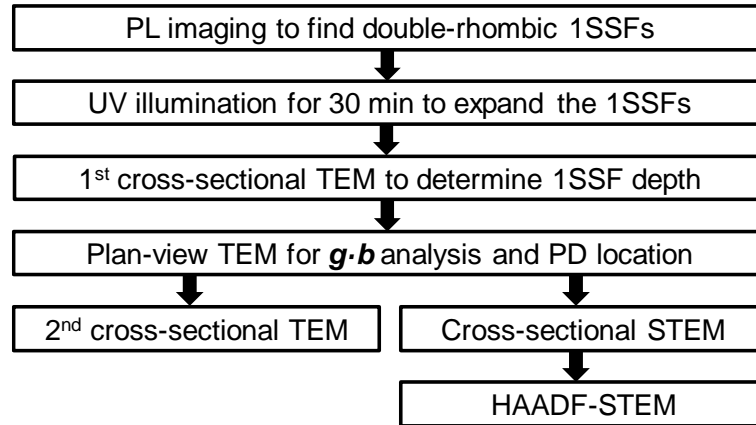 PL imaging to find double-rhombic 1SSFs
UV illumination for 30 min to expand the 1SSFs
1st cross-sectional TEM to determine 1SSF depth
Plan-view TEM for g·b analysis and PD location
2nd cross-sectional TEM
Cross-sectional STEM
HAADF-STEM